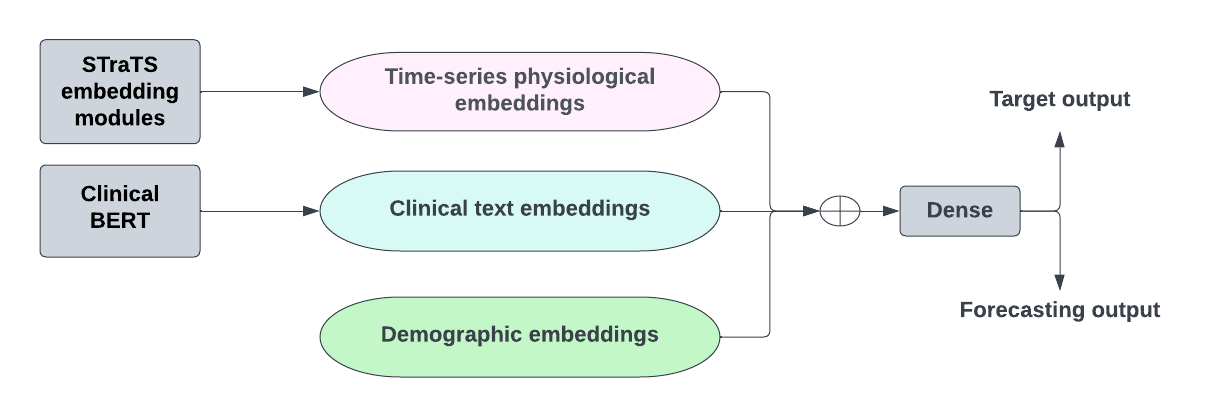 STraTS
embedding
modules
Time-series physiological
embeddings
Target output
Clinical
BERT
Clinical text embeddings
Dense
Forecasting output
Demographic embeddings